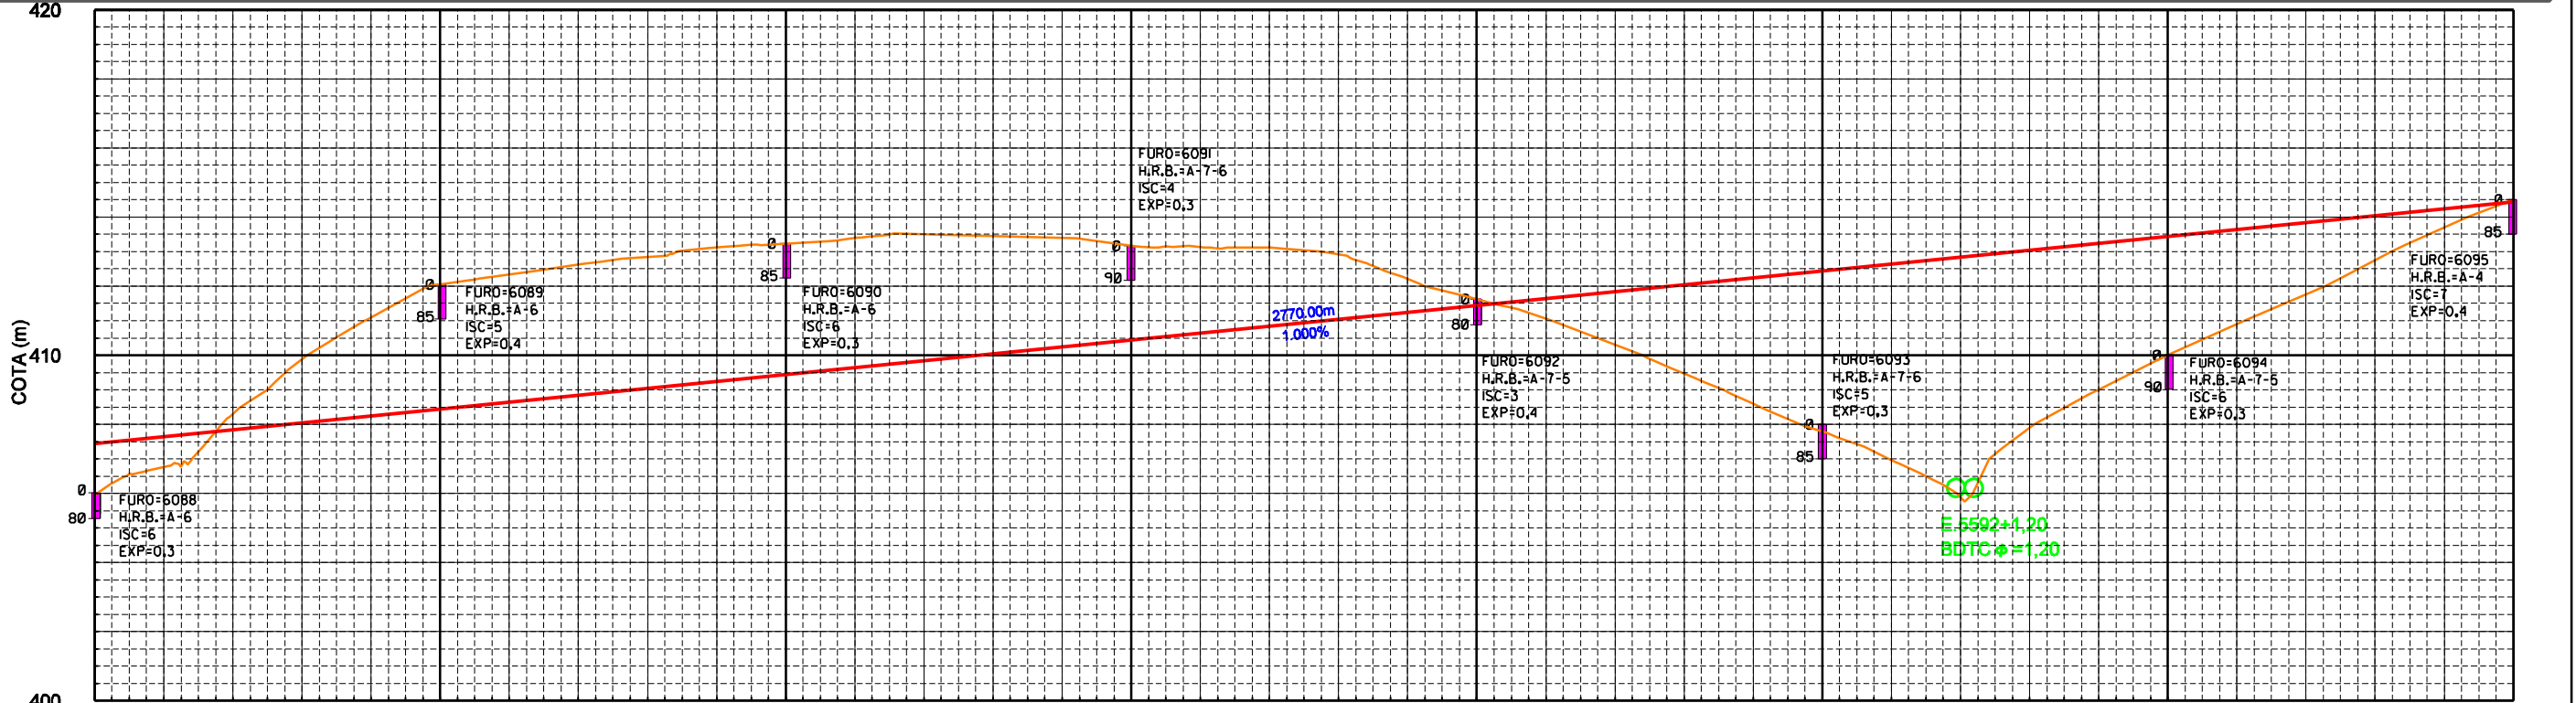 420
FURO=6091
H.R.B.=A-7-6
ISC=4
EXP=0.3
0
90
0
85
FURO=6090
H.R.B.=A-6
ISC=6
EXP=0.3
0
85
FURO=6089
H.R.B.=A-6
ISC=5
EXP=0.4
0
85
FURO=6095
H.R.B.=A-4
ISC=7
EXP=0.4
2770.00m
1.000%
0
80
FURO=6092
H.R.B.=A-7-5
ISC=3
EXP=0.4
410
COTA (m)
FURO=6093
H.R.B.=A-7-6
ISC=5
EXP=0.3
0
85
0
90
FURO=6094
H.R.B.=A-7-5
ISC=6
EXP=0.3
0
80
FURO=6088
H.R.B.=A-6
ISC=6
EXP=0.3
E.5592+1,20
BDTC ϕ=1,20
400